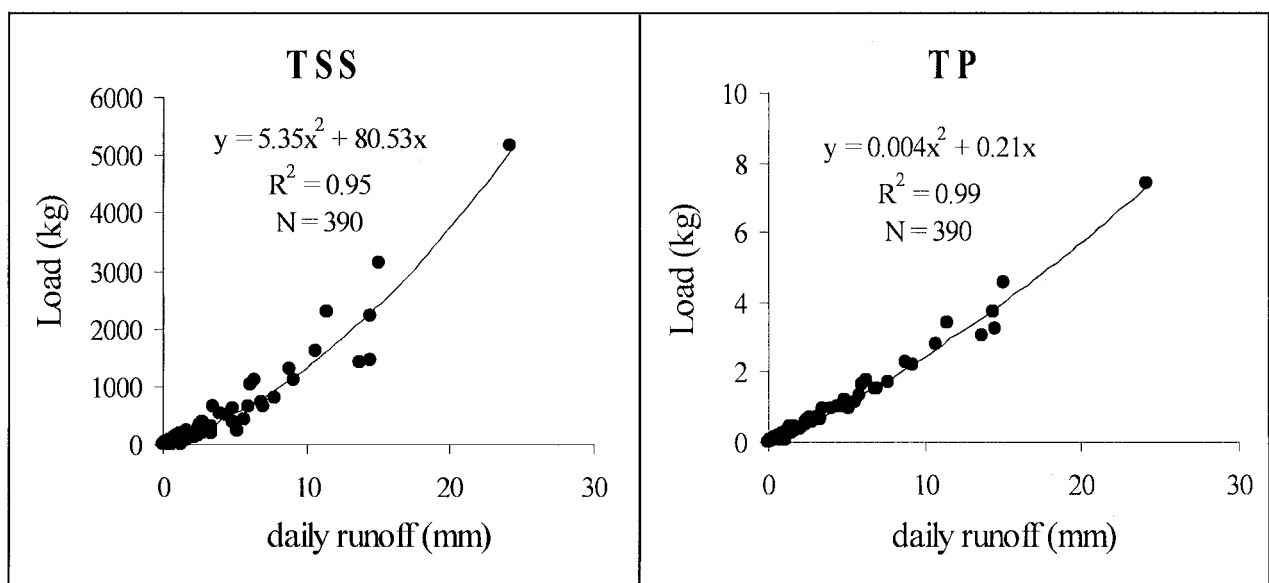 TSS
6000
5000
4000
3000
2000
1000
0
Load (kg)
y = 5.35x² + 80.53x
R² = 0.95
N = 390
0 10 20 30
daily runoff (mm)
TP
10
8
6
4
2
0
Load (kg)
y = 0.004x² + 0.21x
R² = 0.99
N = 390
0 10 20 30
daily runoff (mm)